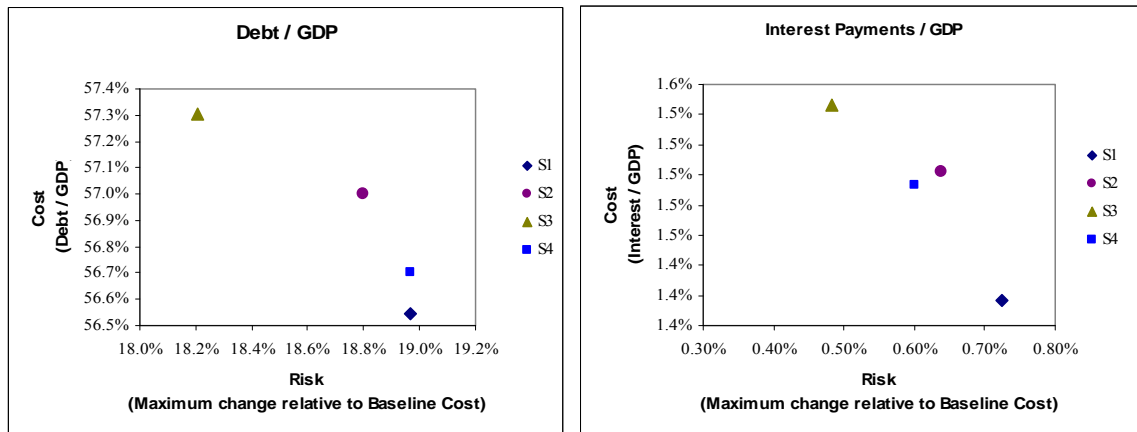 Debt / GDP
57.4%
57.3%
57.2%
57.1%
57.0%
56.9%
56.8%
56.7%
56.6%
56.5%
Cost
(Debt / GDP
18.0%
18.2%
18.4%
18.6%
18.8%
19.0%
19.2%
Risk
(Maximum change relative to Baseline Cost)
S1
S2
S3
S4
Interest Payments / GDP
1.6%
1.5%
1.5%
1.5%
1.5%
1.5%
1.4%
1.4%
1.4%
Cost
(Interest / GDP)
0.30%
0.40%
0.50%
0.60%
0.70%
0.80%
Risk
(Maximum change relative to Baseline Cost)
S1
S2
S3
S4